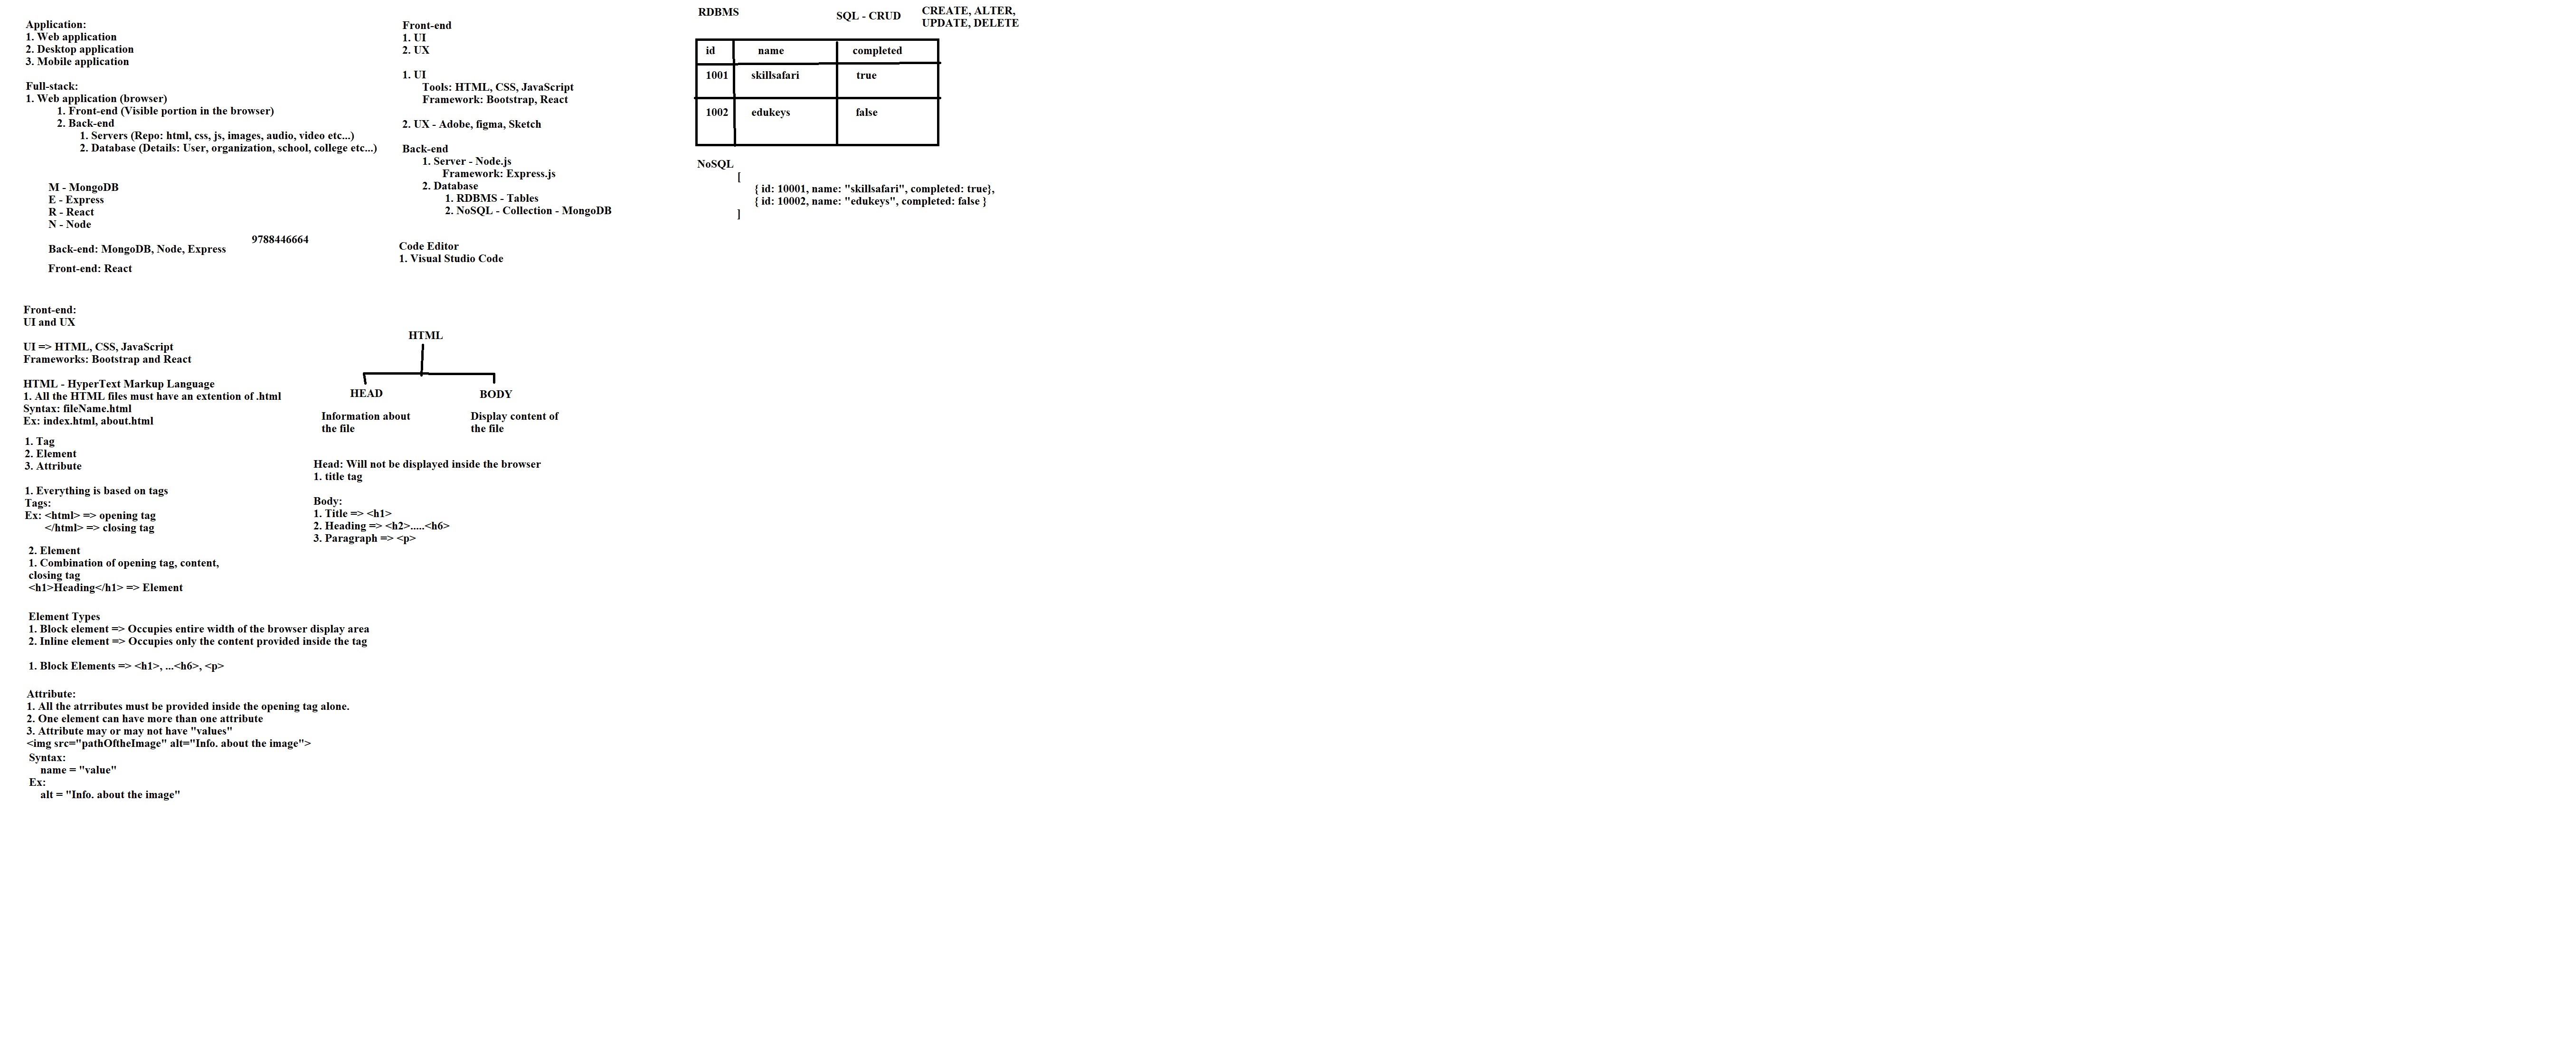 Application:
1. Web application
2. Desktop application
3. Mobile application
Full-stack:
1. Web application (browser)
1. Front-end (Visible portion in the browser)
2. Back-end
1. Servers (Repo: html, css, js, images, audio, video etc...)
2. Database (Details: User, organization, school, college etc...)
M - MongoDB
E - Express
R - React
N - Node
9788446664
Back-end: MongoDB, Node, Express
Front-end: React
Front-end
1. UI
2. UX
1. UI
Tools: HTML, CSS, JavaScript
Framework: Bootstrap, React
2. UX - Adobe, figma, Sketch
Back-end
1. Server - Node.js
Framework: Express.js
2. Database
1. RDBMS - Tables
2. NoSQL - Collection - MongoDB
Code Editor
1. Visual Studio Code
RDBMS
SQL - CRUD
CREATE, ALTER,
UPDATE, DELETE
id name completed
1001 skillsafari true
1002 edukeys false
NoSQL
[
{ id: 10001, name: "skillsafari", completed: true},
{ id: 10002, name: "edukeys", completed: false }
]
Front-end:
UI and UX
UI => HTML, CSS, JavaScript
Frameworks: Bootstrap and React
HTML - HyperText Markup Language
1. All the HTML files must have an extention of .html
Syntax: fileName.html
Ex: index.html, about.html
1. Tag
2. Element
3. Attribute
1. Everything is based on tags
Tags:
Ex: <html> => opening tag
</html> => closing tag
2. Element
1. Combination of opening tag, content,
closing tag
<h1>Heading</h1> => Element
Element Types
1. Block element => Occupies entire width of the browser display area
2. Inline element => Occupies only the content provided inside the tag
1. Block Elements => <h1>, ...<h6>, <p>
Attribute:
1. All the atrributes must be provided inside the opening tag alone.
2. One element can have more than one attribute
3. Attribute may or may not have "values"
<img src="pathOftheImage" alt="Info. about the image">
Syntax:
name = "value"
Ex:
alt = "Info. about the image"
HTML
HEAD
BODY
Information about
the file
Display content of
the file
Head: Will not be displayed inside the browser
1. title tag
Body:
1. Title => <h1>
2. Heading => <h2>.....<h6>
3. Paragraph => <p>